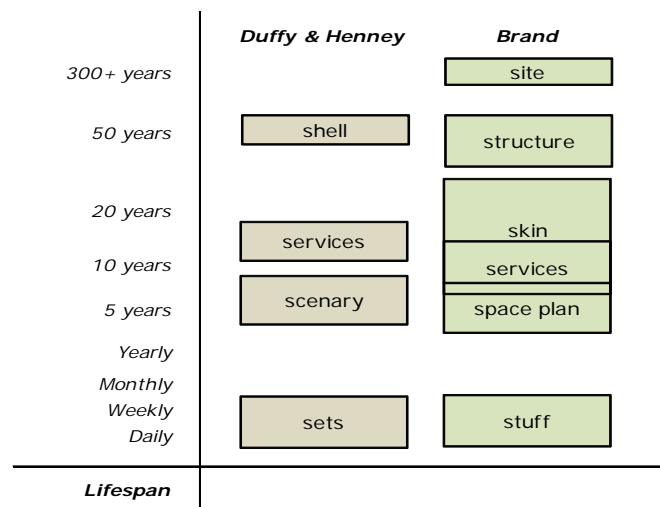 Duffy & Henney Brand
300+ years site
50 years shell structure
20 years
skin
services
10 years services
scenary
5 years space plan
Yearly
Monthly
Weekly
sets stuff
Daily
Lifespan